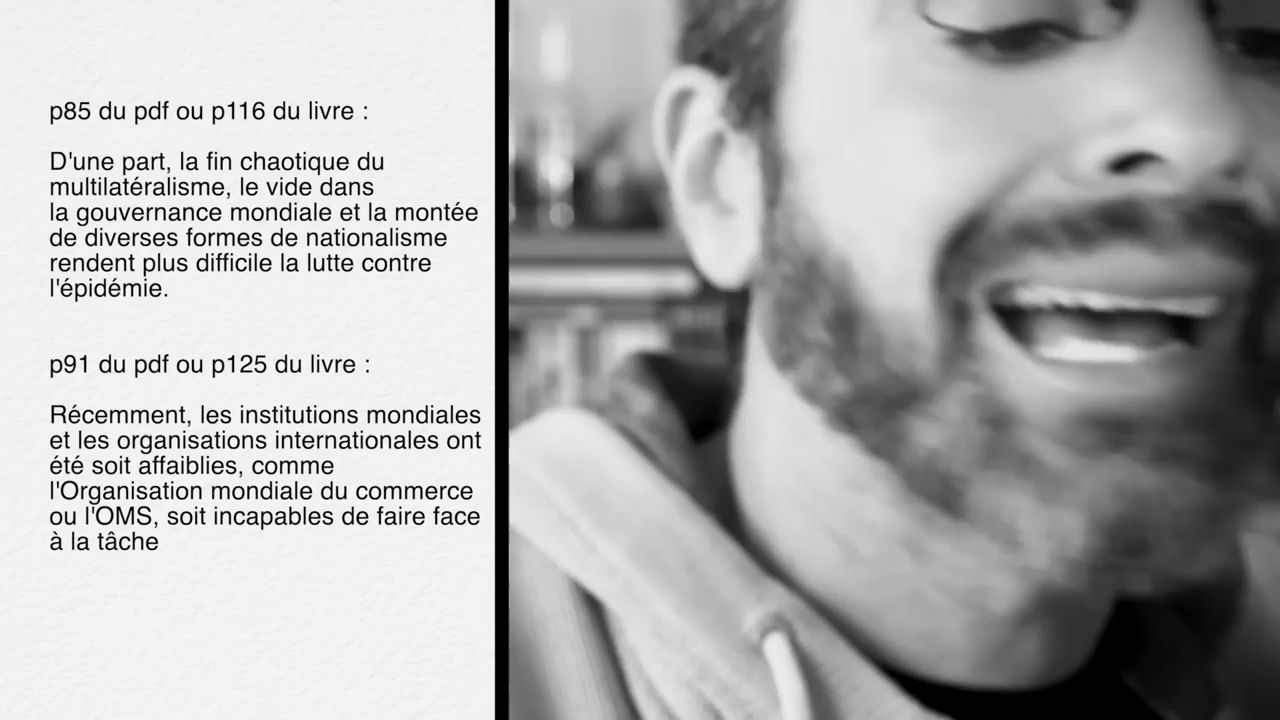 p85 du pdf ou p116 du livre :
D'une part, la fin chaotique du
multilatéralisme, le vide dans
la gouvernance mondiale et la montée
de diverses formes de nationalisme
rendent plus difficile la lutte contre
l'épidémie.
p91 du pdf ou p125 du livre :
Récemment, les institutions mondiales
et les organisations internationales ont
été soit affaiblies, comme
l'Organisation mondiale du commerce
ou l'OMS, soit incapables de faire face
à la tâche